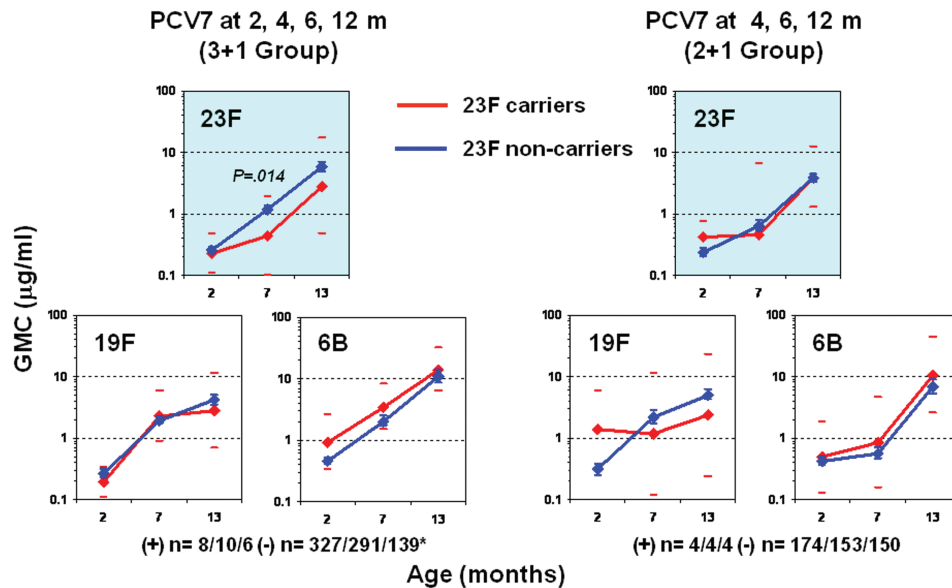 PCV7 at 2, 4, 6, 12 m
(3+1 Group)
PCV7 at 4, 6, 12 m
(2+1 Group)
GMC (µg/ml)
100
10
1
0.1
23F
P=.014
2
7
13
23F carriers
23F non-carriers
100
10
1
0.1
23F
2
7
13
100
10
1
0.1
19F
2
7
13
100
10
1
0.1
6B
2
7
13
100
10
1
0.1
19F
2
7
13
100
10
1
0.1
6B
2
7
13
(+) n= 8/10/6 (-) n= 327/291/139*
(+) n= 4/4/4 (-) n= 174/153/150
Age (months)